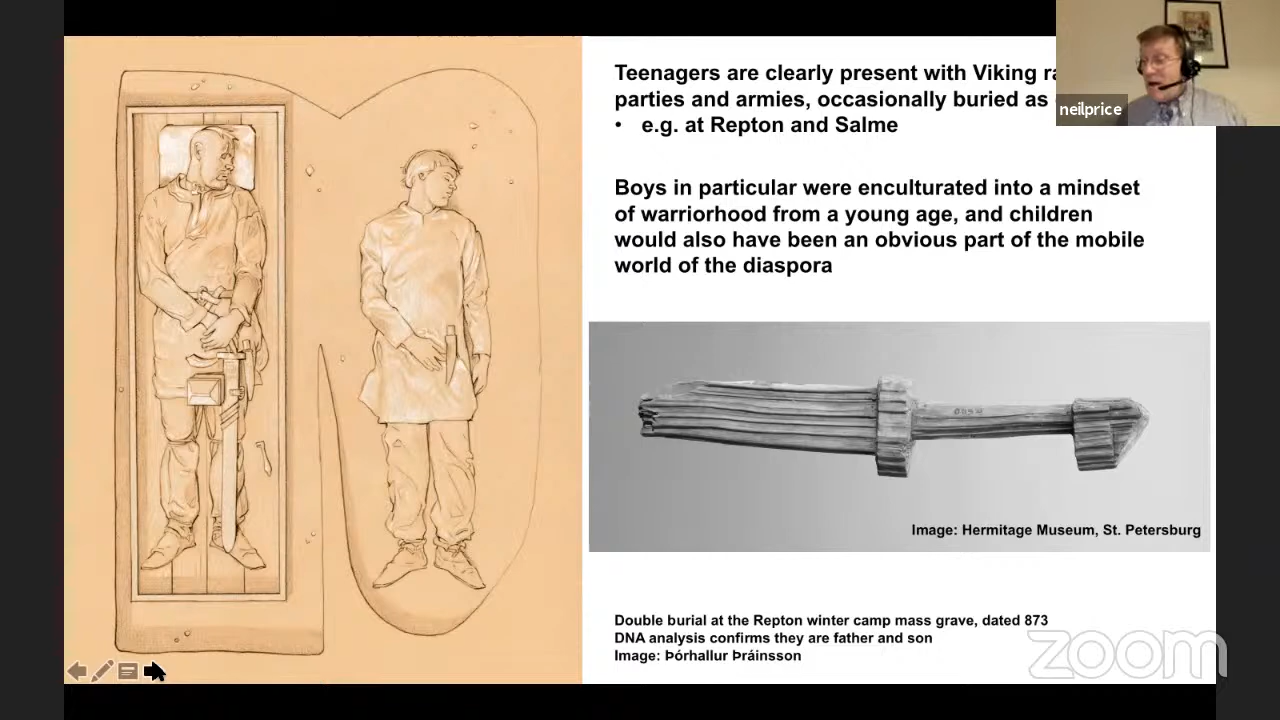 Teenagers are clearly present with Viking
parties and armies, occasionally buried as
• e.g. at Repton and Salme
neilprice
Boys in particular were enculturated into a mindset
of warriorhood from a young age, and children
would also have been an obvious part of the mobile
world of the diaspora
Image: Hermitage Museum, St. Petersburg
Double burial at the Repton winter camp mass grave, dated 873
DNA analysis confirms they are father and son
Image: Þórhallur Þráinsson
zoom